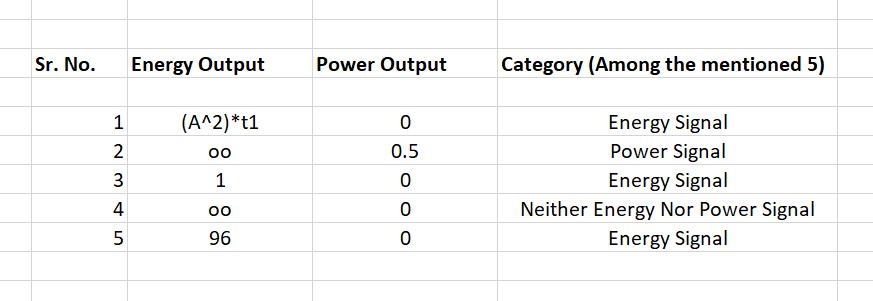 Sr. No. Energy Output Power Output Category (Among the mentioned 5)
1 (A^2)*t1 0 Energy Signal
2 oo 0.5 Power Signal
3 1 0 Energy Signal
4 oo 0 Neither Energy Nor Power Signal
5 96 0 Energy Signal